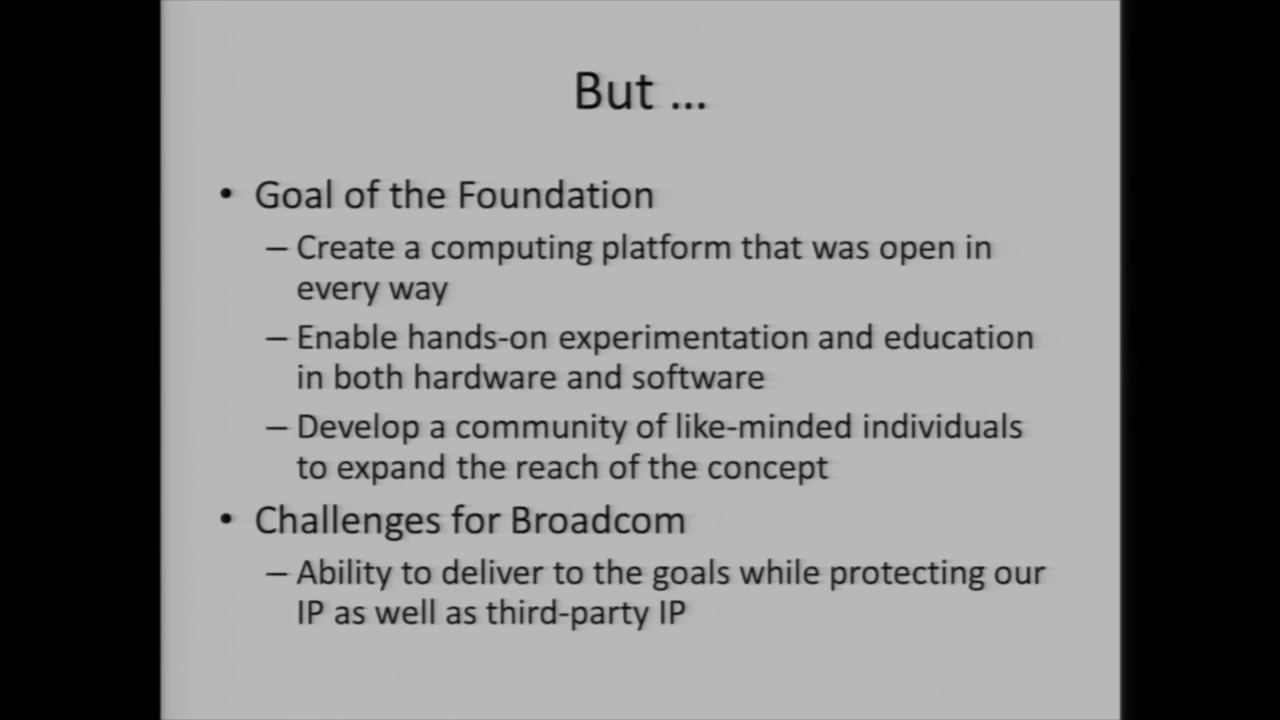 But ...
• Goal of the Foundation
– Create a computing platform that was open in
every way
– Enable hands-on experimentation and education
in both hardware and software
– Develop a community of like-minded individuals
to expand the reach of the concept
• Challenges for Broadcom
– Ability to deliver to the goals while protecting our
IP as well as third-party IP